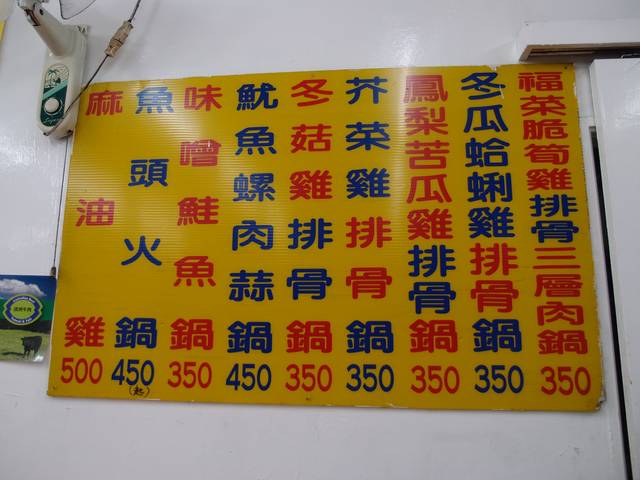 福菜脆筍雞排骨三層肉鍋 350
冬瓜蛤蜊雞排骨鍋 350
鳳梨苦瓜雞排骨鍋 350
芥菜雞排骨鍋 350
冬菇雞排骨鍋 350
魷魚螺肉蒜鍋 450
味噌鮭魚鍋 350
魚頭火鍋 450(起)
麻油雞 500